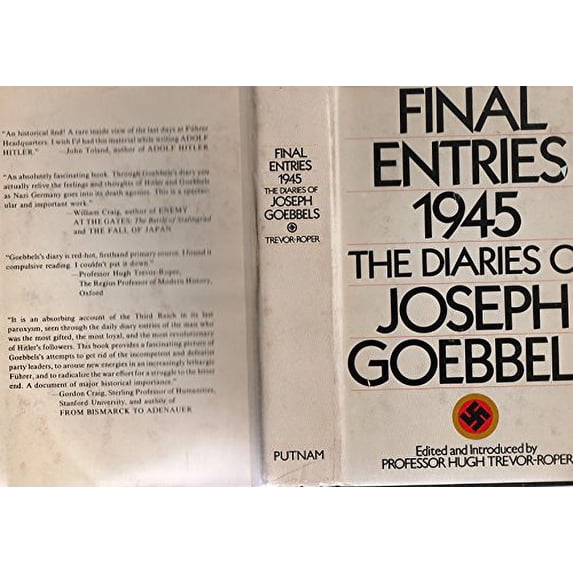 "An historical find! A rare inside view of the last days at Führer
Headquarters. I wish I'd had this material while writing ADOLF
HITLER."   —John Toland, author of ADOLF HITLER
"An absolutely fascinating book. Through Goebbels's diary you
actually relive the feelings and thoughts of Hitler and Goebbels
as Nazi Germany goes into its death agonies. This is a spectac-
ular and important work."
—William Craig, author of ENEMY
AT THE GATES: The Battle of Stalingrad
and THE FALL OF JAPAN
"Goebbels's diary is red-hot, firsthand primary source. I found it
compulsive reading. I couldn't put it down."
—Professor Hugh Trevor-Roper,
The Regius Professor of Modern History,
Oxford
"It is an absorbing account of the Third Reich in its last
paroxysm, seen through the daily diary entries of the man who
was the most gifted, the most loyal, and the most revolutionary
of Hitler's followers. This book provides a fascinating picture of
Goebbels's attempts to get rid of the incompetent and defeatist
party leaders, to arouse new energies in an increasingly lethargic
Führer, and to radicalize the war effort for a struggle to the bitter
end. A document of major historical importance."
—Gordon Craig, Sterling Professor of Humanities,
Stanford University, and author of
FROM BISMARCK TO ADENAUER
FINAL
ENTRIES
1945
THE DIARIES OF
JOSEPH
GOEBBELS
TREVOR-ROPER
PUTNAM
FINAL
ENTRIES
1945
THE DIARIES O
JOSEPH
GOEBBEL
Edited and Introduced by
PROFESSOR HUGH TREVOR-ROPER